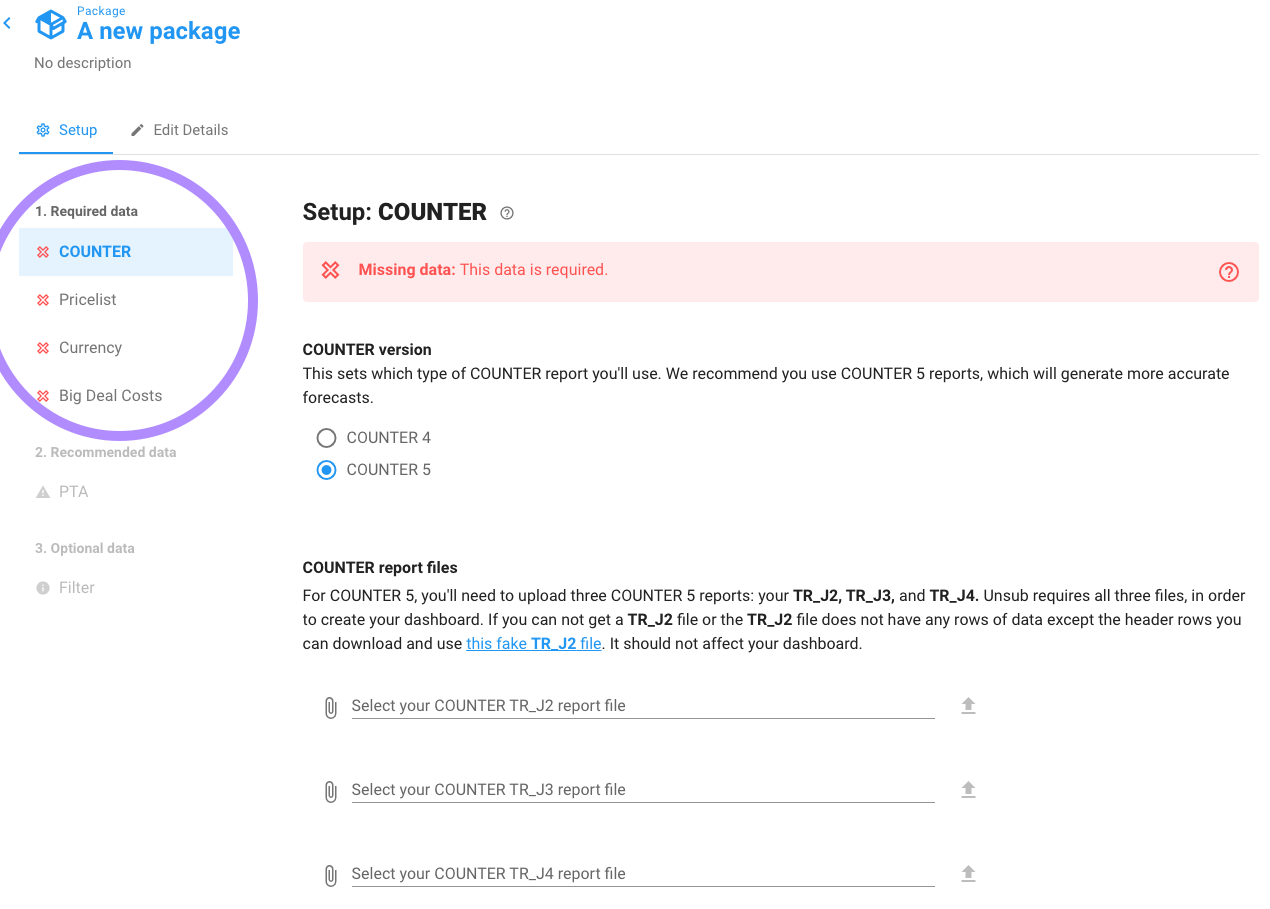 Package
A new package
No description
Setup
Edit Details
1. Required data
COUNTER
Pricelist
Currency
Big Deal Costs
2. Recommended data
PTA
3. Optional data
Filter
Setup: COUNTER
Missing data: This data is required.
COUNTER version
This sets which type of COUNTER report you'll use. We recommend you use COUNTER 5 reports, which will generate more accurate
forecasts.
COUNTER 4
COUNTER 5
COUNTER report files
For COUNTER 5, you'll need to upload three COUNTER 5 reports: your TR_J2, TR_J3, and TR_J4. Unsub requires all three files, in order
to create your dashboard. If you can not get a TR_J2 file or the TR_J2 file does not have any rows of data except the header rows you
can download and use this fake TR_J2 file. It should not affect your dashboard.
Select your COUNTER TR_J2 report file
Select your COUNTER TR_J3 report file
Select your COUNTER TR_J4 report file